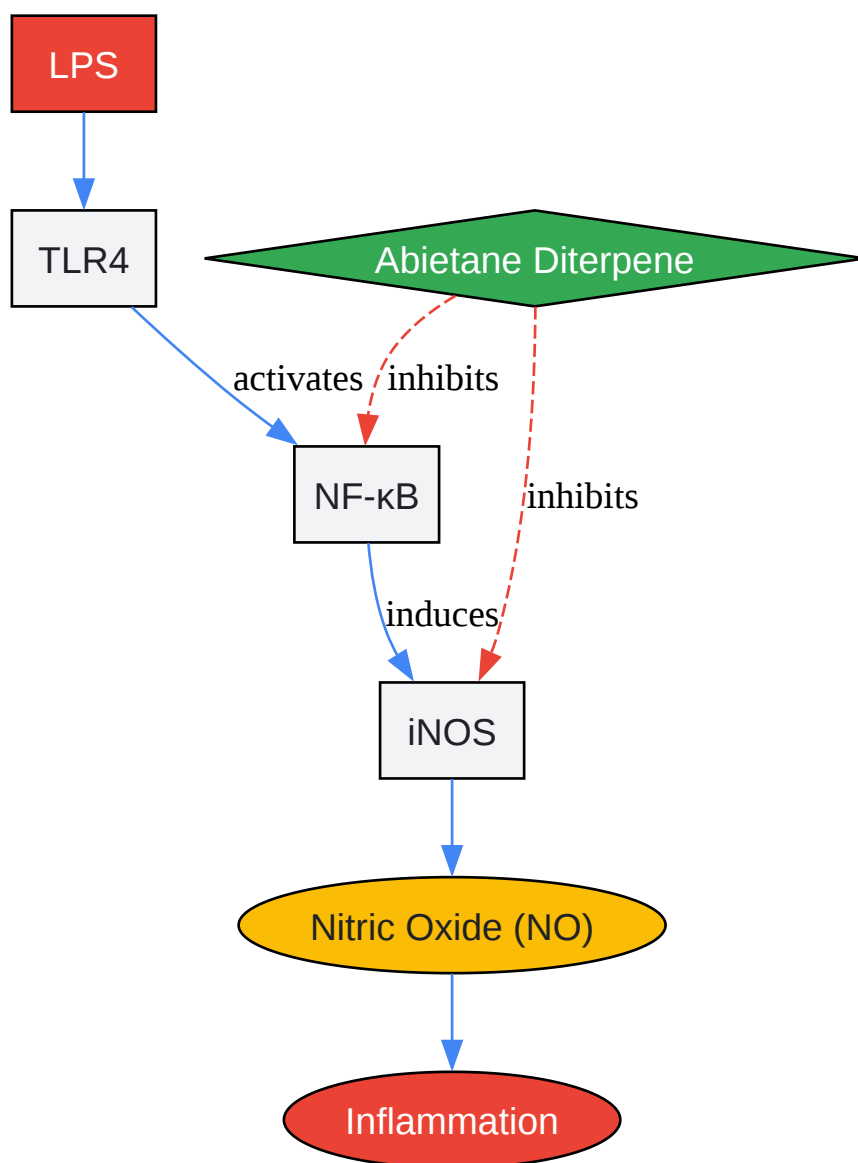 LPS
TLR4
Abietane Diterpene
activates
inhibits
NF-κB
inhibits
induces
iNOS
Nitric Oxide (NO)
Inflammation